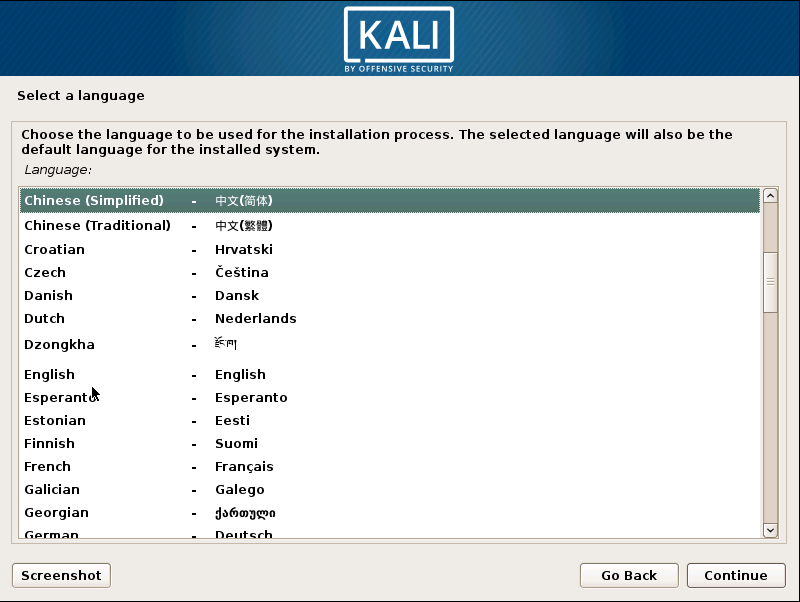 KALI
BY OFFENSIVE SECURITY
Select a language
Choose the language to be used for the installation process. The selected language will also be the
default language for the installed system.
Language:
Chinese (Simplified) - 中文(简体)
Chinese (Traditional) - 中文(繁體)
Croatian - Hrvatski
Czech - Čeština
Danish - Dansk
Dutch - Nederlands
Dzongkha - རྫོང་ཁ།
English - English
Esperanto - Esperanto
Estonian - Eesti
Finnish - Suomi
French - Français
Galician - Galego
Georgian - ქართული
German - Deutsch
Screenshot Go Back Continue